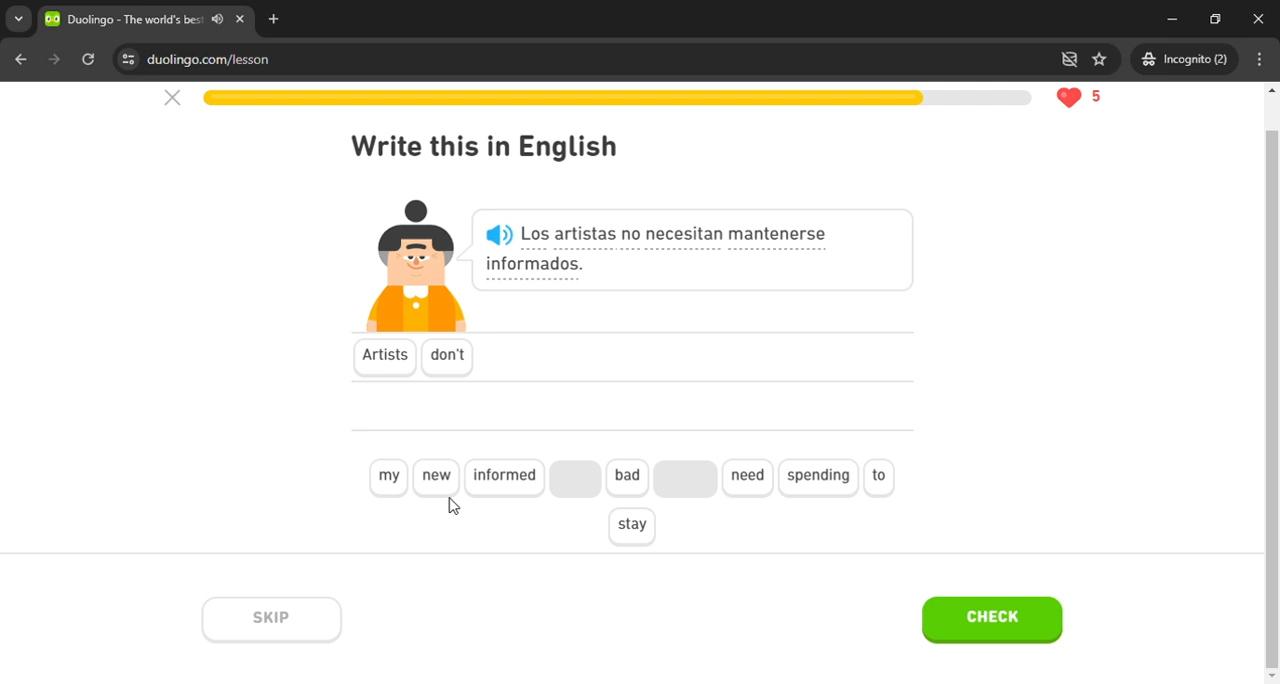 Duolingo - The world's best
duolingo.com/lesson
Incognito (2)
5
Write this in English
Los artistas no necesitan mantenerse
informados.
Artists don't
my new informed bad need spending to
stay
SKIP CHECK